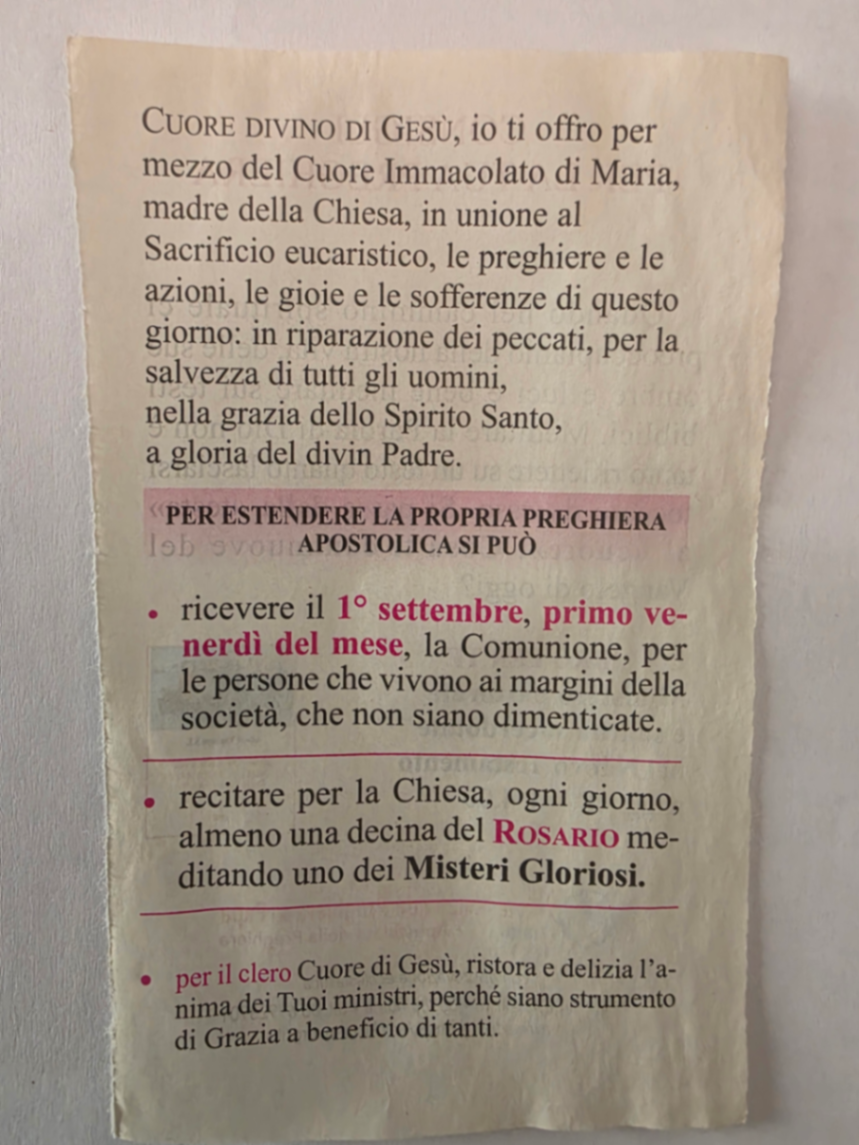 CUORE DIVINO DI GESÙ, io ti offro per
mezzo del Cuore Immacolato di Maria,
madre della Chiesa, in unione al
Sacrificio eucaristico, le preghiere e le
azioni, le gioie e le sofferenze di questo
giorno: in riparazione dei peccati, per la
salvezza di tutti gli uomini,
nella grazia dello Spirito Santo,
a gloria del divin Padre.
PER ESTENDERE LA PROPRIA PREGHIERA
APOSTOLICA SI PUÒ
• ricevere il 1° settembre, primo ve-
nerdì del mese, la Comunione, per
le persone che vivono ai margini della
società, che non siano dimenticate.
• recitare per la Chiesa, ogni giorno,
almeno una decina del ROSARIO me-
ditando uno dei Misteri Gloriosi.
• per il clero Cuore di Gesù, ristora e delizia l'a-
nima dei Tuoi ministri, perché siano strumento
di Grazia a beneficio di tanti.